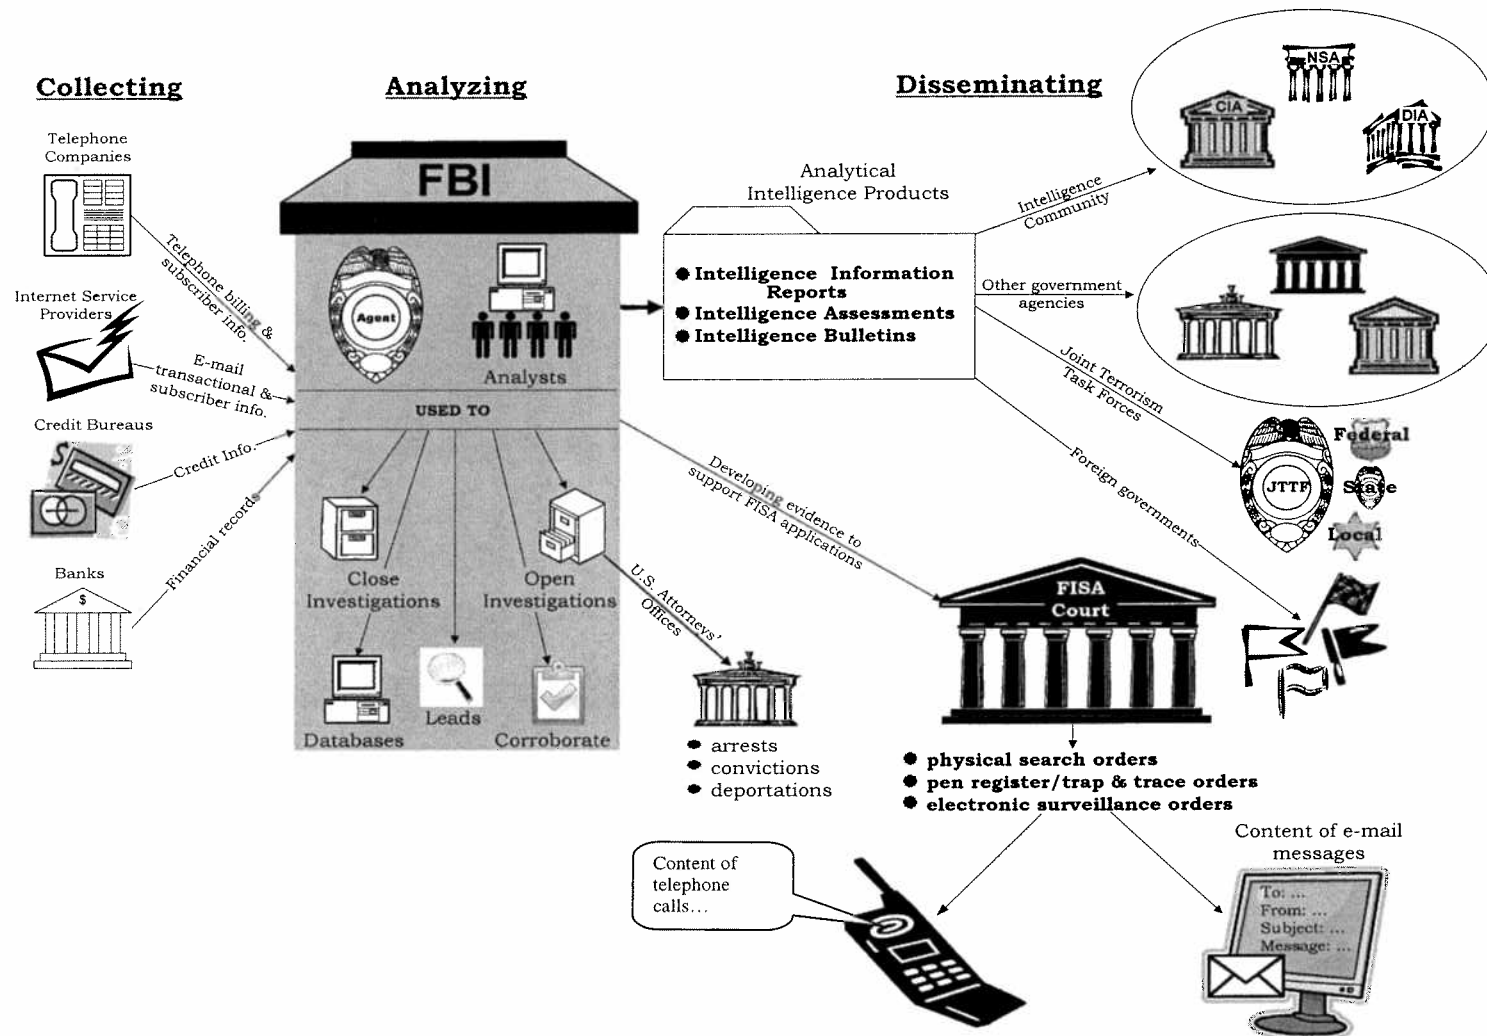 Collecting
Analyzing
Disseminating
Telephone
Companies
Telephone billing &
subscriber info.
Internet Service
Providers
E-mail
transactional &
subscriber info.
Credit Bureaus
Credit Info.
Banks
$
Financial records
FBI
Agent
Analysts
USED TO
Close
Investigations
Open
Investigations
Databases
Leads
Corroborate
Analytical
Intelligence Products
● Intelligence Information
Reports
● Intelligence Assessments
● Intelligence Bulletins
Intelligence
Community
NSA
CIA
DIA
Other government
agencies
Joint Terrorism
Task Forces
JTTF
Federal
State
Local
Foreign governments
Developing evidence to
support FISA applications
U.S. Attorneys'
Offices
● arrests
● convictions
● deportations
FISA
Court
● physical search orders
● pen register/trap & trace orders
● electronic surveillance orders
Content of
telephone
calls...
Content of e-mail
messages
To: ...
From: ...
Subject: ...
Message: ...